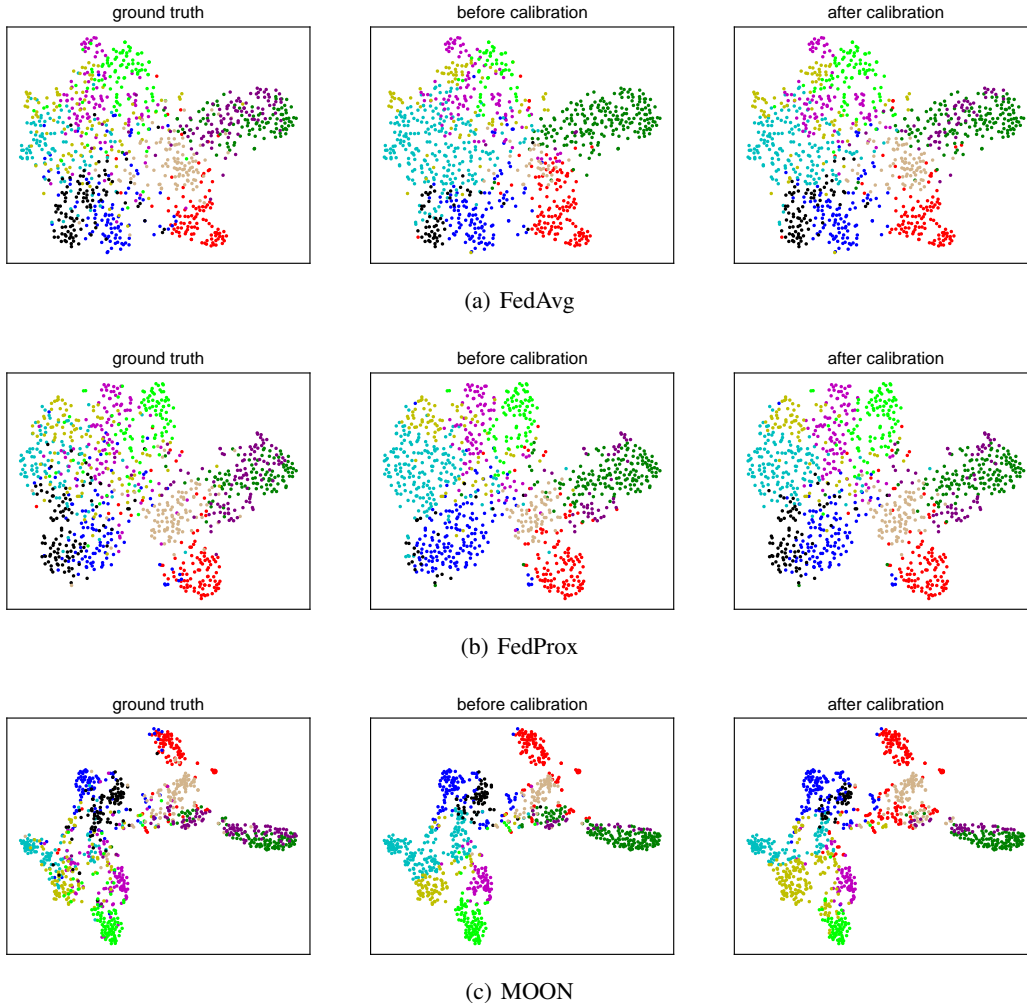 ground truth before calibration after calibration
(a) FedAvg
ground truth before calibration after calibration
(b) FedProx
ground truth before calibration after calibration
(c) MOON